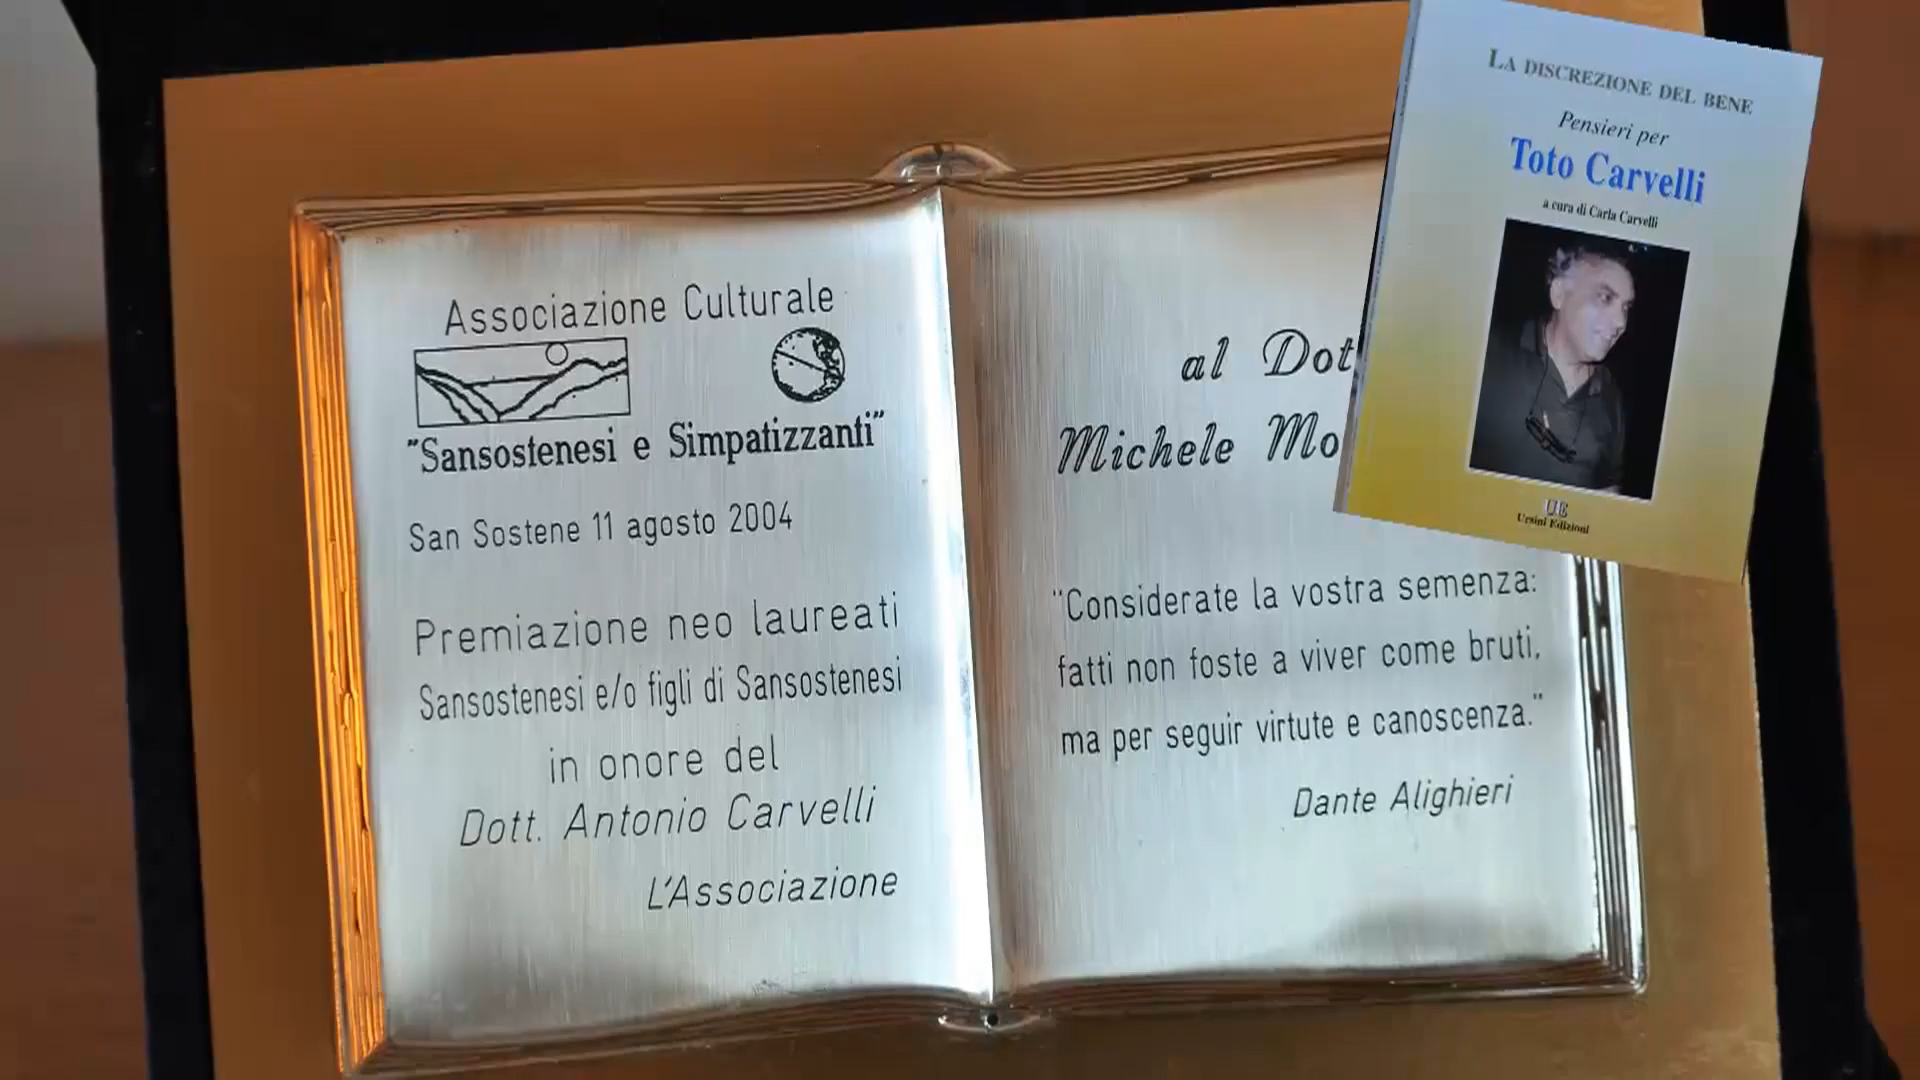 Associazione Culturale
"Sansostenesi e Simpatizzanti"
San Sostene 11 agosto 2004
Premiazione neo laureati
Sansostenesi e/o figli di Sansostenesi
in onore del
Dott. Antonio Carvelli
L'Associazione
al Dot
Michele Mo
"Considerate la vostra semenza:
fatti non foste a viver come bruti,
ma per seguir virtute e canoscenza."
Dante Alighieri
LA DISCREZIONE DEL BENE
Pensieri per
Toto Carvelli
a cura di Carla Carvelli
UE
Ursini Edizioni